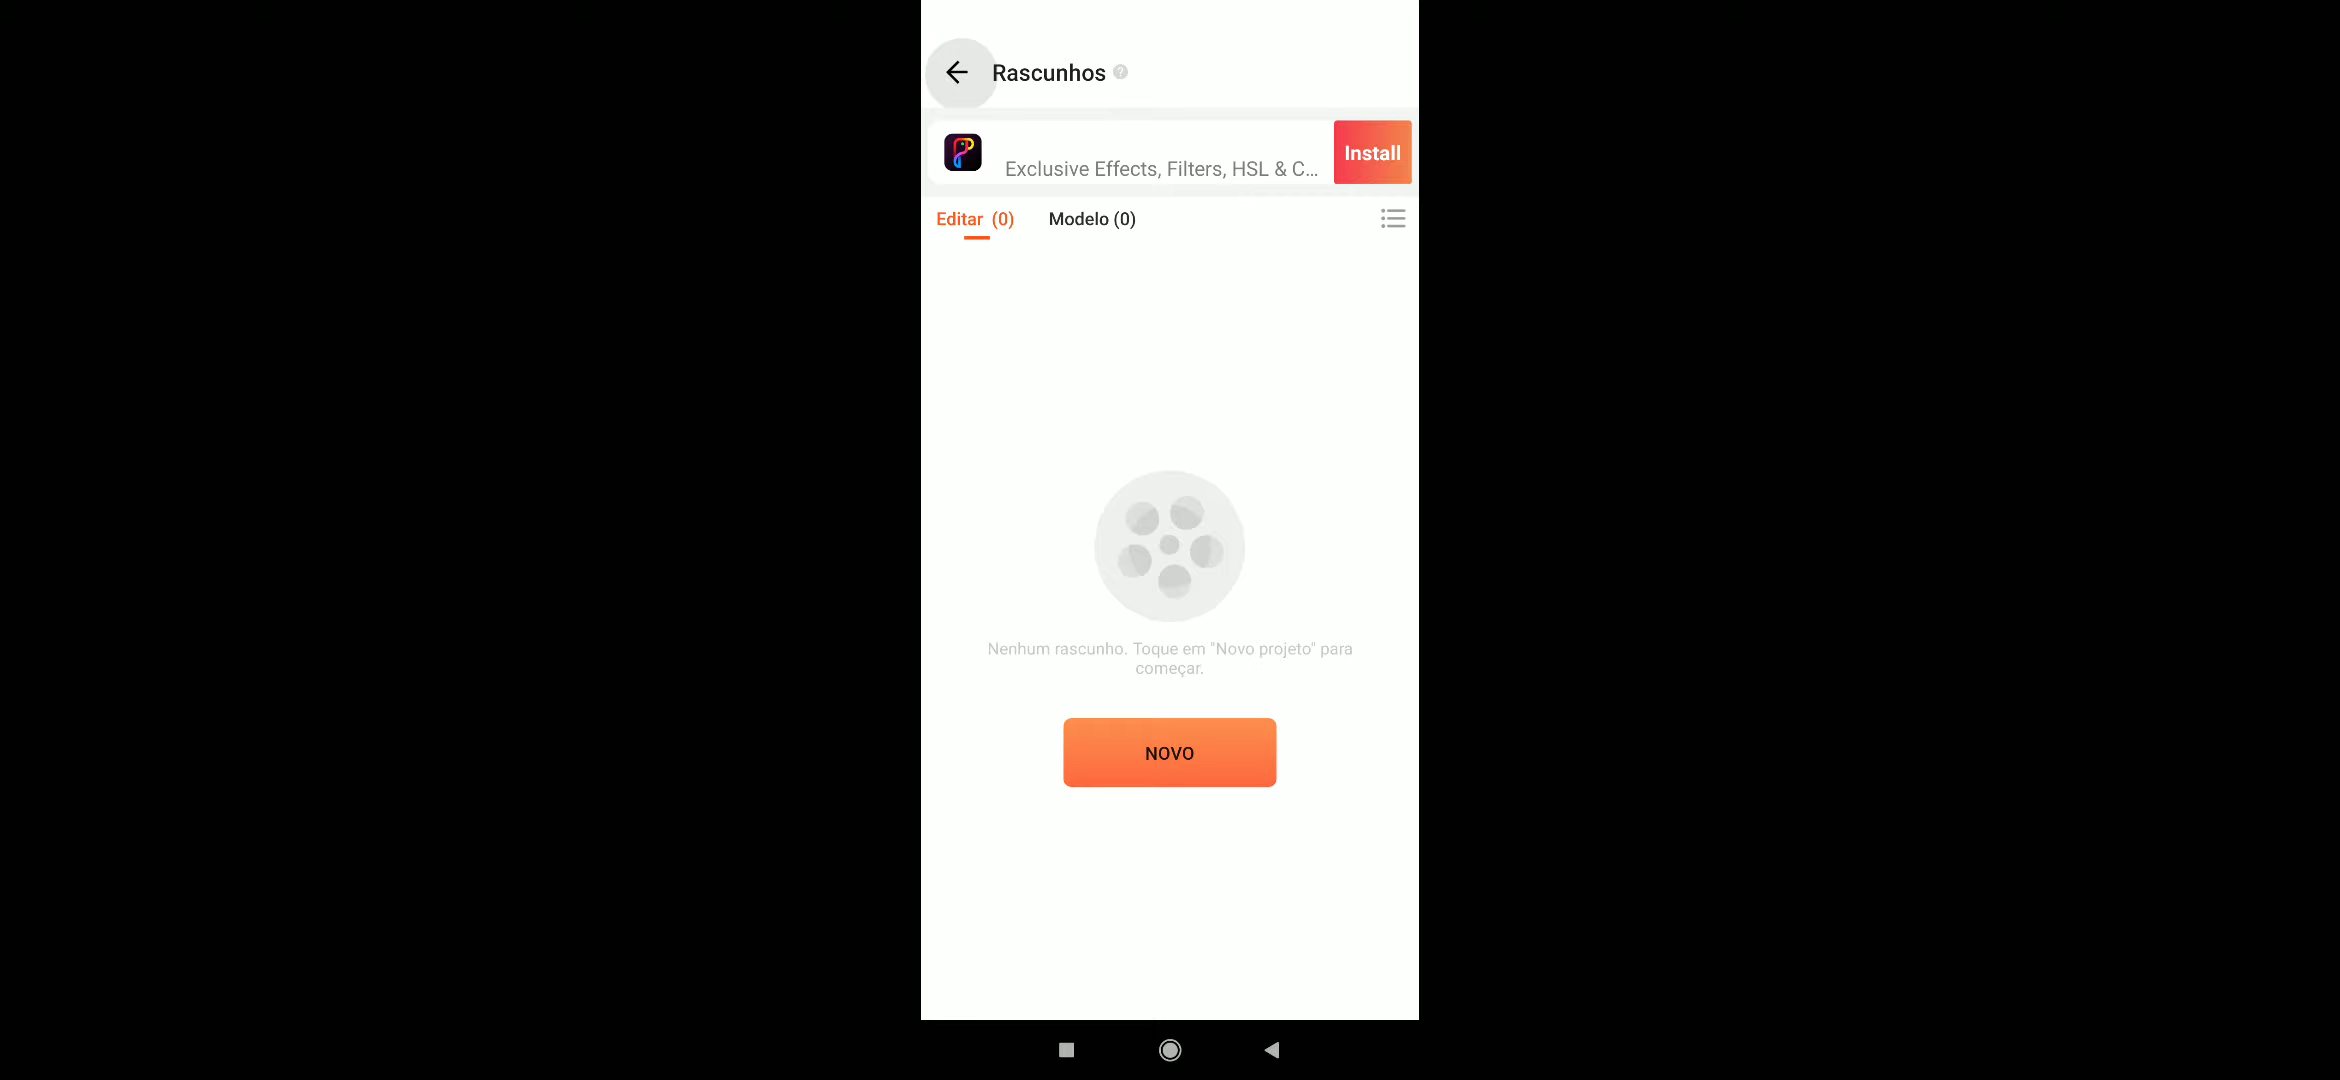 Rascunhos ?
Exclusive Effects, Filters, HSL & C...
Install
Editar (0)
Modelo (0)
Nenhum rascunho. Toque em "Novo projeto" para
começar.
NOVO